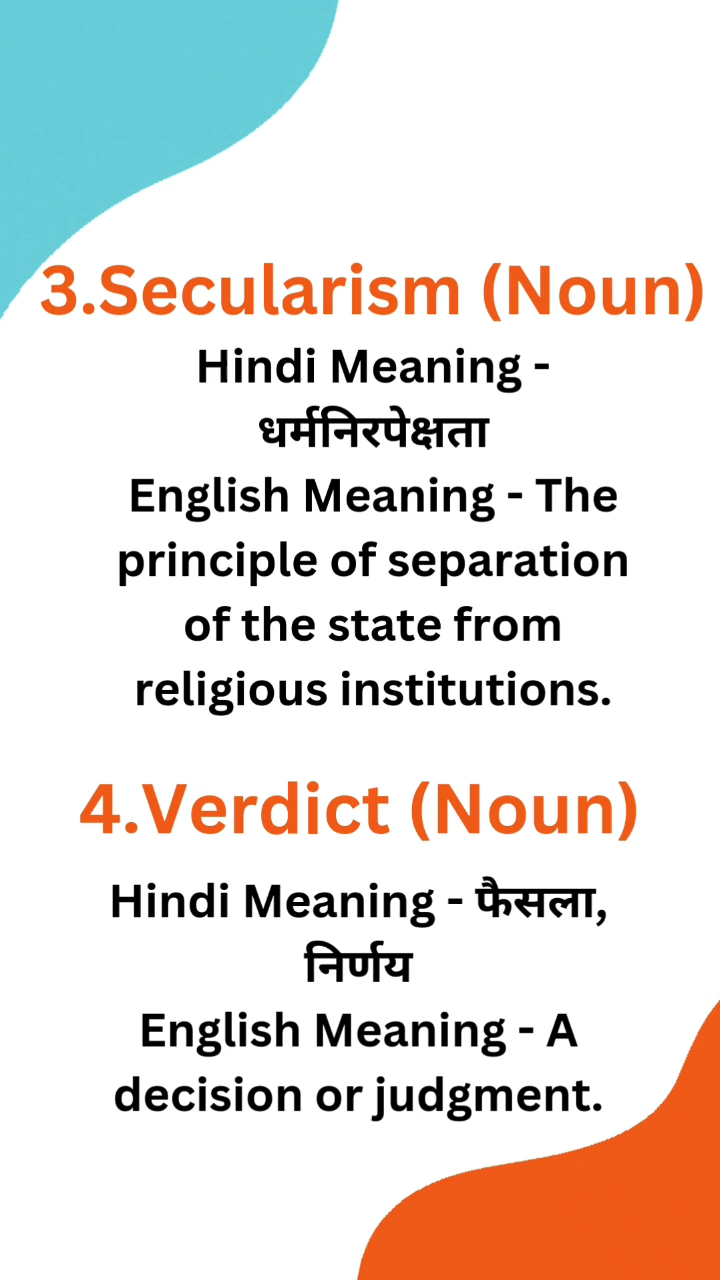 3.Secularism (Noun)
Hindi Meaning -
धर्मनिरपेक्षता
English Meaning - The
principle of separation
of the state from
religious institutions.
4.Verdict (Noun)
Hindi Meaning - फैसला,
निर्णय
English Meaning - A
decision or judgment.